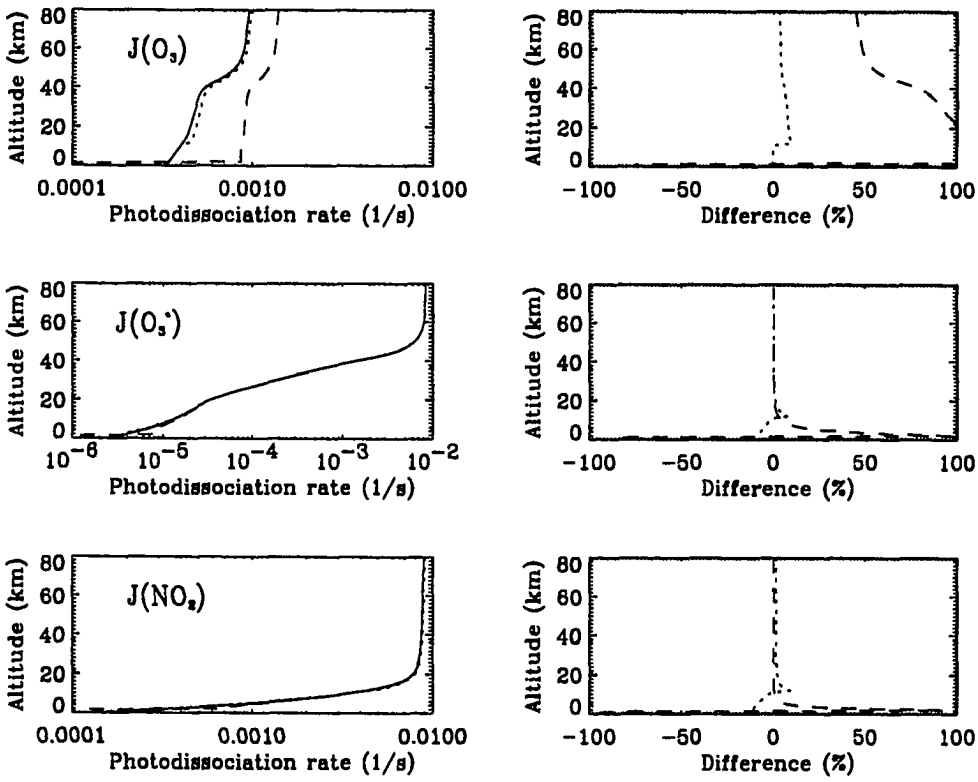 80
60
40
20
0
Altitude (km)
J(O₃)
0.0001 0.0010 0.0100
Photodissociation rate (1/s)
80
60
40
20
0
Altitude (km)
-100 -50 0 50 100
Difference (%)
80
60
40
20
0
Altitude (km)
J(O₃*)
10⁻⁶ 10⁻⁵ 10⁻⁴ 10⁻³ 10⁻²
Photodissociation rate (1/s)
80
60
40
20
0
Altitude (km)
-100 -50 0 50 100
Difference (%)
80
60
40
20
0
Altitude (km)
J(NO₂)
0.0001 0.0010 0.0100
Photodissociation rate (1/s)
80
60
40
20
0
Altitude (km)
-100 -50 0 50 100
Difference (%)